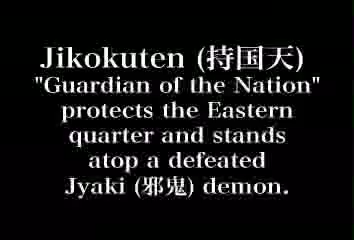 Jikokuten (持国天)
"Guardian of the Nation"
protects the Eastern
quarter and stands
atop a defeated
Jyaki (邪鬼) demon.